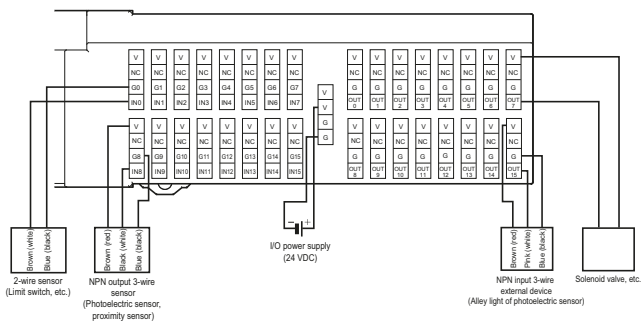 V V V V V V V V V V V V V V V V
NC NC NC NC NC NC NC NC NC NC NC NC NC NC NC NC
G0 G1 G2 G3 G4 G5 G6 G7 G G G G G G G G
IN0 IN1 IN2 IN3 IN4 IN5 IN6 IN7 OUT 0 OUT 1 OUT 2 OUT 3 OUT 4 OUT 5 OUT 6 OUT 7
V
V
G
G
V V V V V V V V V V V V V V V V
NC NC NC NC NC NC NC NC NC NC NC NC NC NC NC NC
G8 G9 G10 G11 G12 G13 G14 G15 G G G G G G G G
IN8 IN9 IN10 IN11 IN12 IN13 IN14 IN15 OUT 8 OUT 9 OUT 10 OUT 11 OUT 12 OUT 13 OUT 14 OUT 15
− +
I/O power supply
(24 VDC)
Brown (white)
Blue (black)
2-wire sensor
(Limit switch, etc.)
Brown (red)
Black (white)
Blue (black)
NPN output 3-wire
sensor
(Photoelectric sensor,
proximity sensor)
Brown (red)
Pink (white)
Blue (black)
NPN input 3-wire
external device
(Alley light of photoelectric sensor)
Solenoid valve, etc.